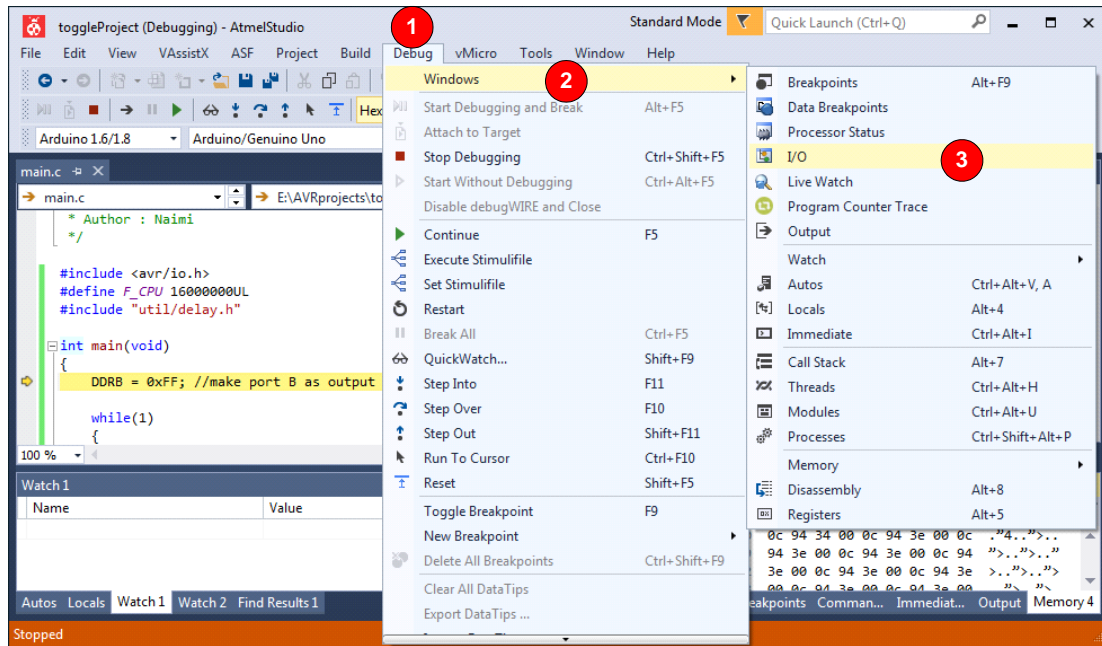 toggleProject (Debugging) - AtmelStudio
Standard Mode
Quick Launch (Ctrl+Q)
1
File Edit View VAssistX ASF Project Build Debug vMicro Tools Window Help
Hex
Arduino 1.6/1.8
Arduino/Genuino Uno
main.c
main.c
E:\AVRprojects\to
* Author : Naimi
*/
#include <avr/io.h>
#define F_CPU 16000000UL
#include "util/delay.h"
int main(void)
{
DDRB = 0xFF; //make port B as output
while(1)
{
100 %
Watch 1
Name Value
Autos Locals Watch 1 Watch 2 Find Results 1
Stopped
Windows
2
Start Debugging and Break Alt+F5
Attach to Target
Stop Debugging Ctrl+Shift+F5
Start Without Debugging Ctrl+Alt+F5
Disable debugWIRE and Close
Continue F5
Execute Stimulifile
Set Stimulifile
Restart
Break All Ctrl+F5
QuickWatch... Shift+F9
Step Into F11
Step Over F10
Step Out Shift+F11
Run To Cursor Ctrl+F10
Reset Shift+F5
Toggle Breakpoint F9
New Breakpoint
Delete All Breakpoints Ctrl+Shift+F9
Clear All DataTips
Export DataTips ...
Breakpoints Alt+F9
Data Breakpoints
Processor Status
I/O
3
Live Watch
Program Counter Trace
Output
Watch
Autos Ctrl+Alt+V, A
Locals Alt+4
Immediate Ctrl+Alt+I
Call Stack Alt+7
Threads Ctrl+Alt+H
Modules Ctrl+Alt+U
Processes Ctrl+Shift+Alt+P
Memory
Disassembly Alt+8
Registers Alt+5
0c 94 34 00 0c 94 3e 00 0c .”4..”>..
94 3e 00 0c 94 3e 00 0c 94 ”>..”>..”
3e 00 0c 94 3e 00 0c 94 3e >..”>..”>
eakpoints Comman... Immediat... Output Memory 4